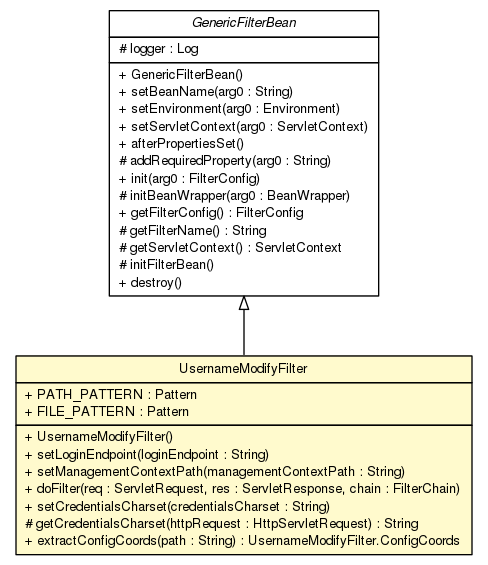 GenericFilterBean
# logger : Log
+ GenericFilterBean()
+ setBeanName(arg0 : String)
+ setEnvironment(arg0 : Environment)
+ setServletContext(arg0 : ServletContext)
+ afterPropertiesSet()
# addRequiredProperty(arg0 : String)
+ init(arg0 : FilterConfig)
# initBeanWrapper(arg0 : BeanWrapper)
+ getFilterConfig() : FilterConfig
# getFilterName() : String
# getServletContext() : ServletContext
# initFilterBean()
+ destroy()
UsernameModifyFilter
+ PATH_PATTERN : Pattern
+ FILE_PATTERN : Pattern
+ UsernameModifyFilter()
+ setLoginEndpoint(loginEndpoint : String)
+ setManagementContextPath(managementContextPath : String)
+ doFilter(req : ServletRequest, res : ServletResponse, chain : FilterChain)
+ setCredentialsCharset(credentialsCharset : String)
# getCredentialsCharset(httpRequest : HttpServletRequest) : String
+ extractConfigCoords(path : String) : UsernameModifyFilter.ConfigCoords